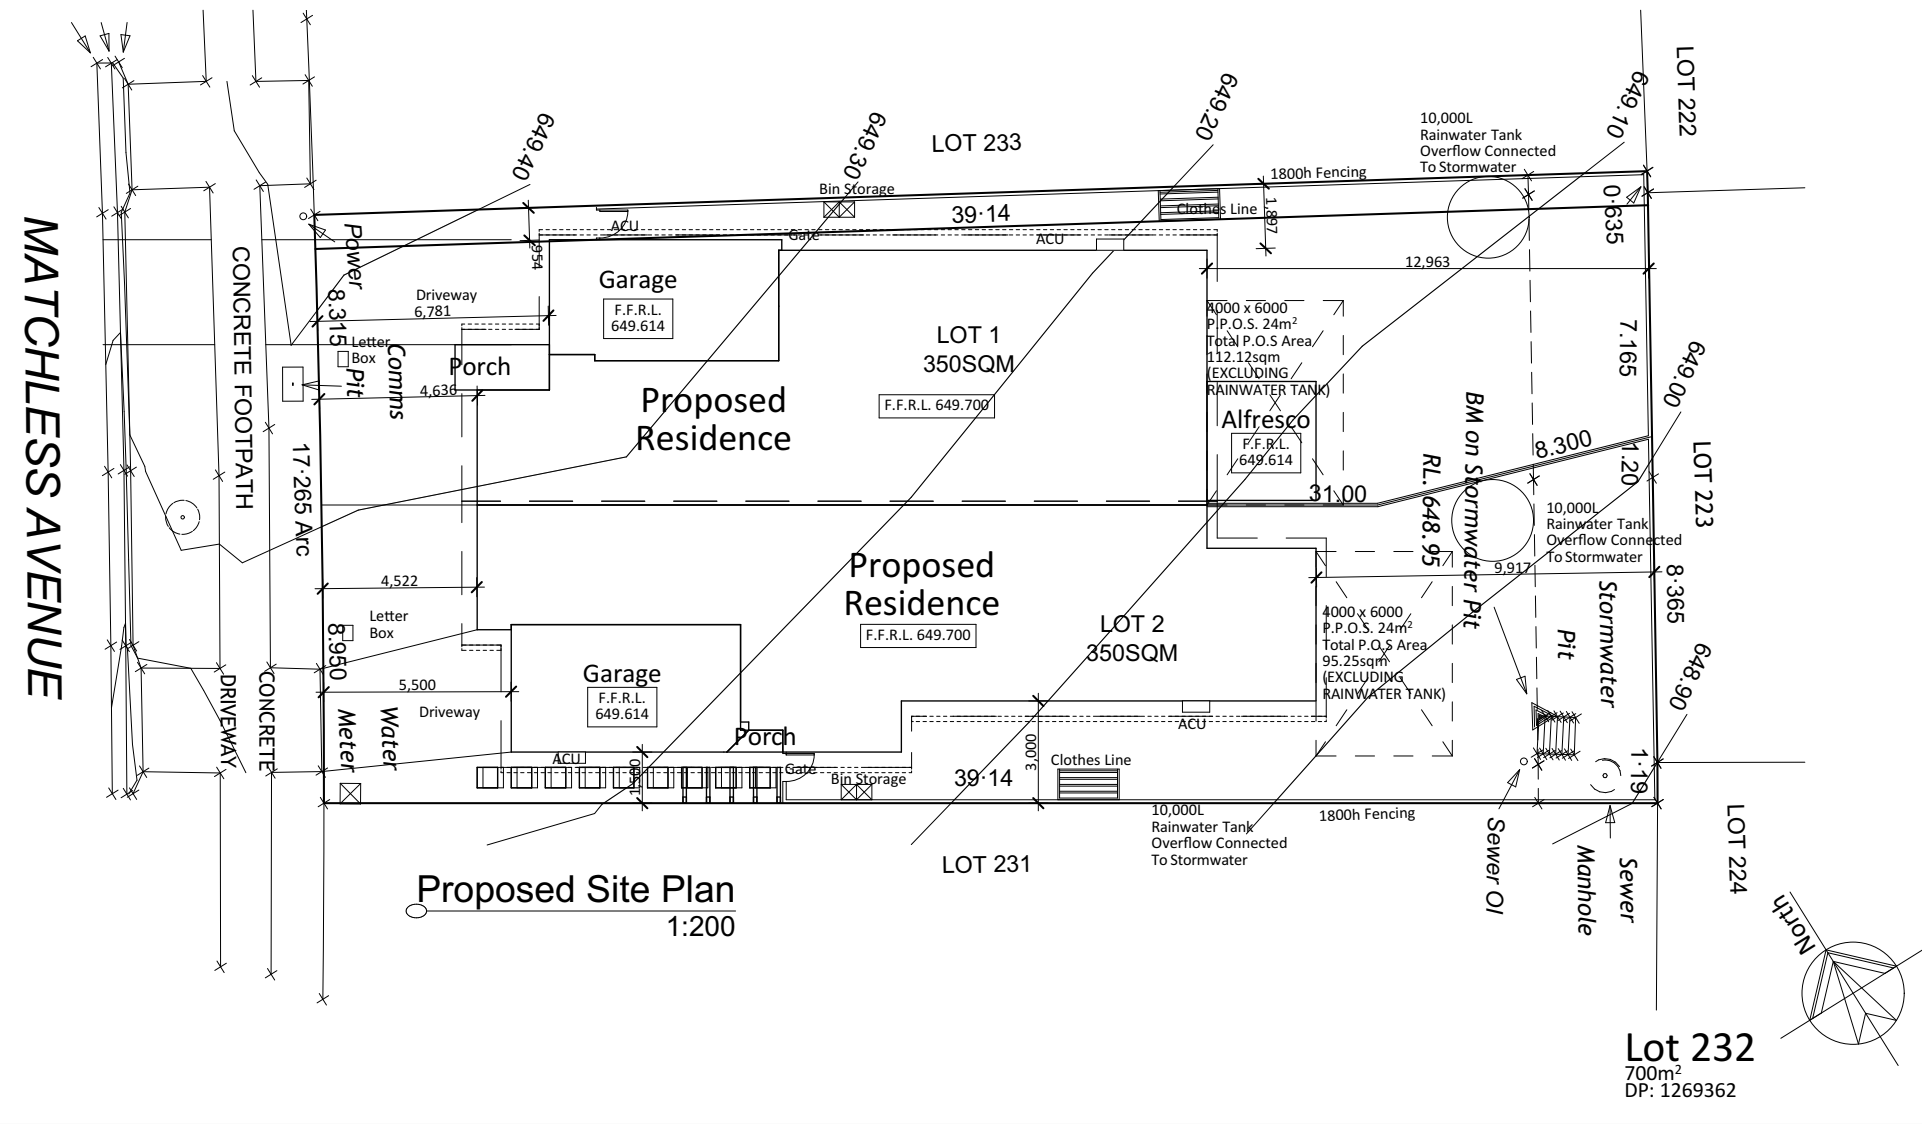 LOT 222
649.10
649.20
649.30
649.40
LOT 233
10,000L
Rainwater Tank
Overflow Connected
To Stormwater
1800h Fencing
Bin Storage
Clothes Line
39·14
ACU
Gate
ACU
1,897
954
0·635
MATCHLESS AVENUE
CONCRETE FOOTPATH
Power
8.315
Driveway
6,781
Garage
F.F.R.L.
649.614
12,963
LOT 1
350SQM
F.F.R.L. 649.700
Proposed
Residence
Letter
Box
Comms
Pit
Porch
4,636
4000 x 6000
P.P.O.S. 24m²
Total P.O.S Area
112.12sqm
(EXCLUDING
RAINWATER TANK)
Alfresco
F.F.R.L.
649.614
7.165
649.00
BM on Stormwater Pit
RL. 648.95
8.300
1.20
31.00
LOT 223
17·265 Arc
10,000L
Rainwater Tank
Overflow Connected
To Stormwater
9,917
8·365
Proposed
Residence
F.F.R.L. 649.700
LOT 2
350SQM
4,522
Letter
Box
8.950
Garage
F.F.R.L.
649.614
5,500
Driveway
4000 x 6000
P.P.O.S. 24m²
Total P.O.S Area
95.25sqm
(EXCLUDING
RAINWATER TANK)
Stormwater
Pit
648.90
CONCRETE
DRIVEWAY
Water
Meter
Porch
ACU
1,500
Gate
Bin Storage
39·14
3,000
ACU
Clothes Line
1·19
10,000L
Rainwater Tank
Overflow Connected
To Stormwater
1800h Fencing
LOT 231
Sewer OI
Sewer
Manhole
LOT 224
Proposed Site Plan
1:200
North
Lot 232
700m²
DP: 1269362